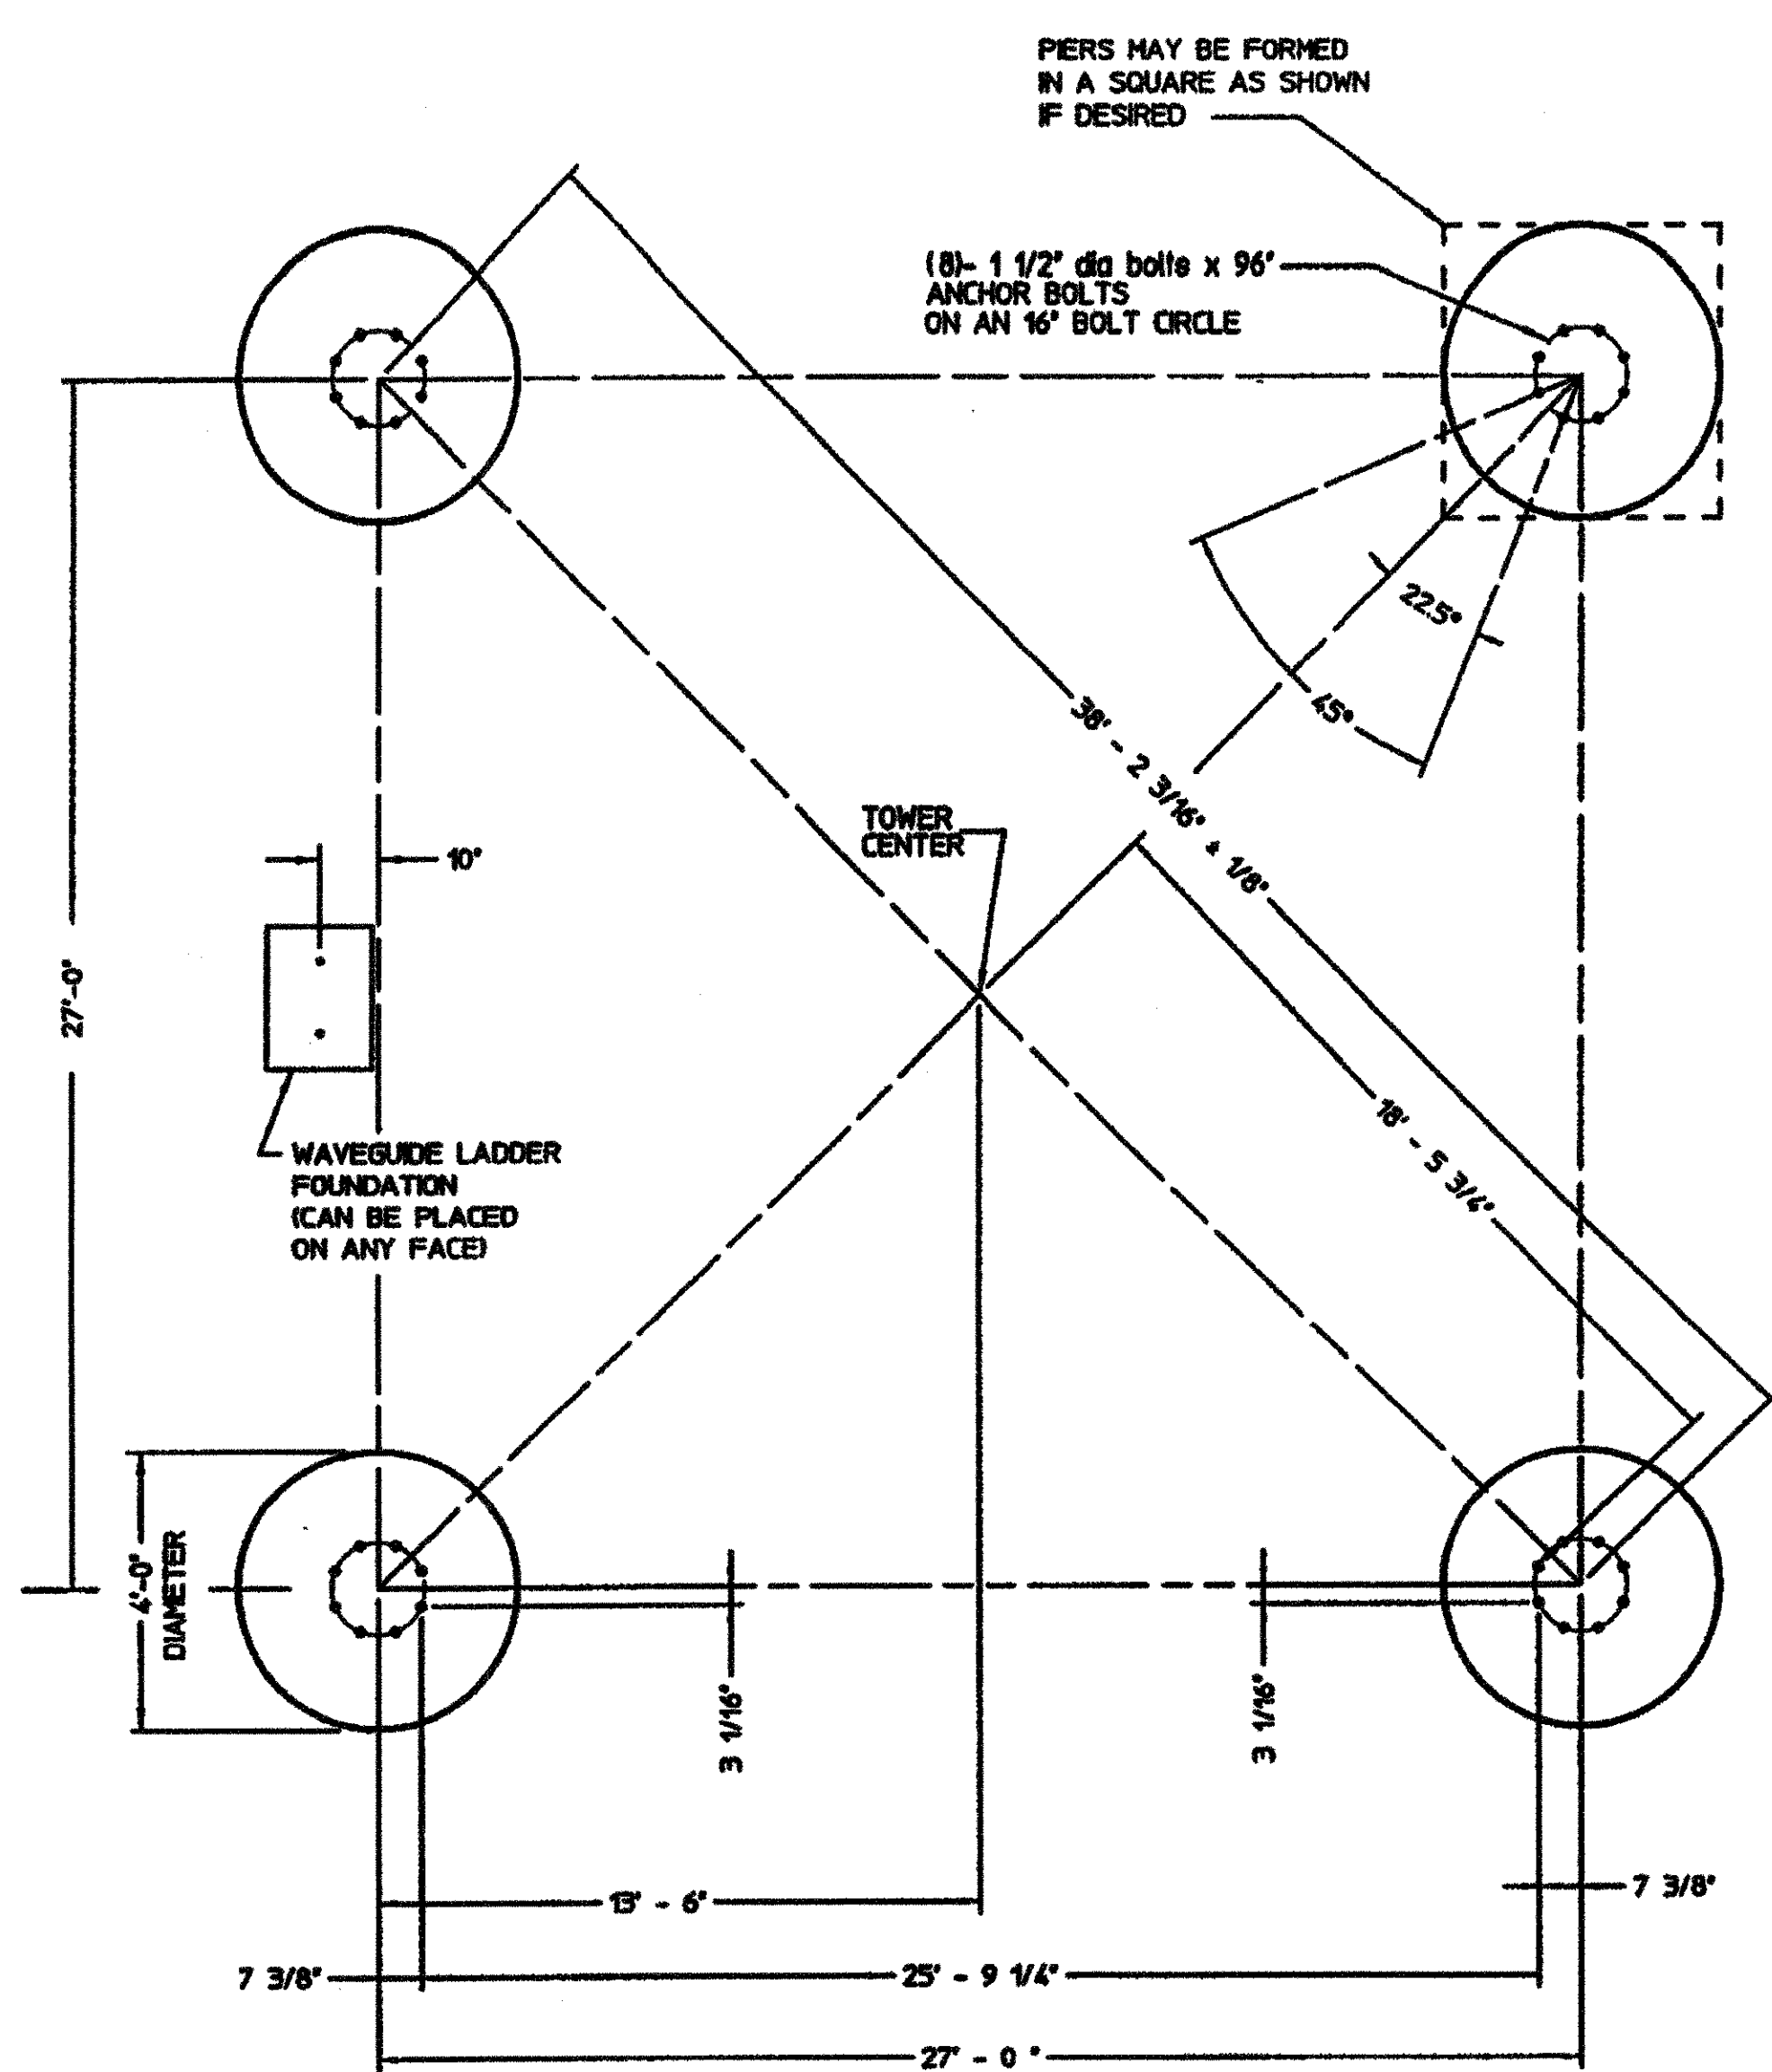 PIERS MAY BE FORMED
IN A SQUARE AS SHOWN
IF DESIRED
(8)- 1 1/2" dia bolts x 96"
ANCHOR BOLTS
ON AN 16" BOLT CIRCLE
22.5°
45°
38' - 2 3/16" ± 1/8"
TOWER
CENTER
10"
27'-0"
18' - 5 3/4"
WAVEGUIDE LADDER
FOUNDATION
(CAN BE PLACED
ON ANY FACE)
4'-0"
DIAMETER
3 1/16"
3 1/16"
13' - 6"
7 3/8"
7 3/8"
25' - 9 1/4"
27' - 0 "